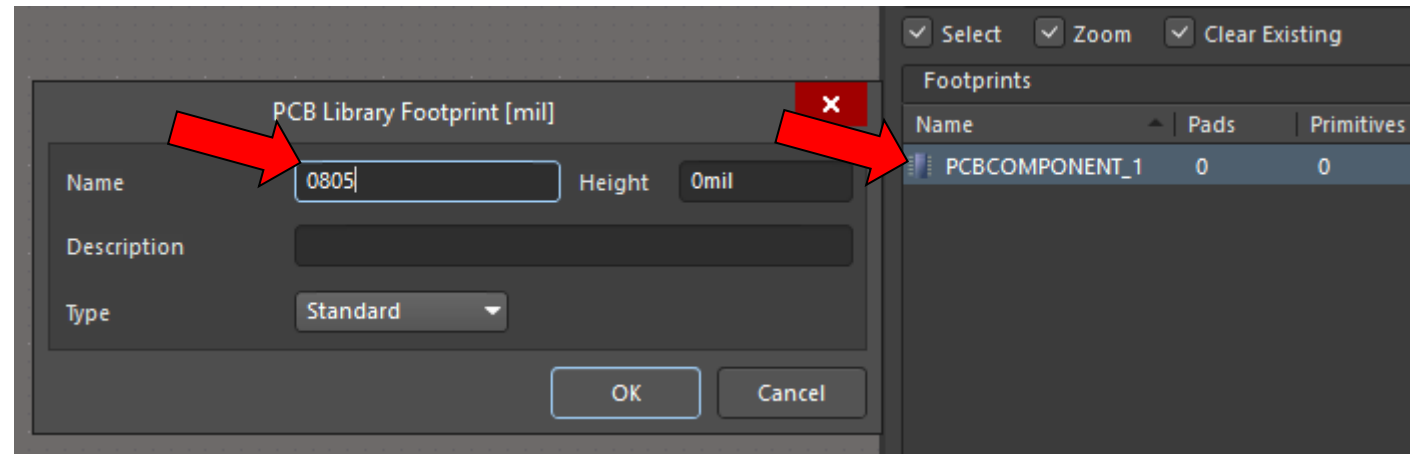 Select Zoom Clear Existing
Footprints
PCB Library Footprint [mil]
Name Pads Primitives
PCBCOMPONENT_1 0 0
Name 0805 Height 0mil
Description
Type Standard
OK Cancel